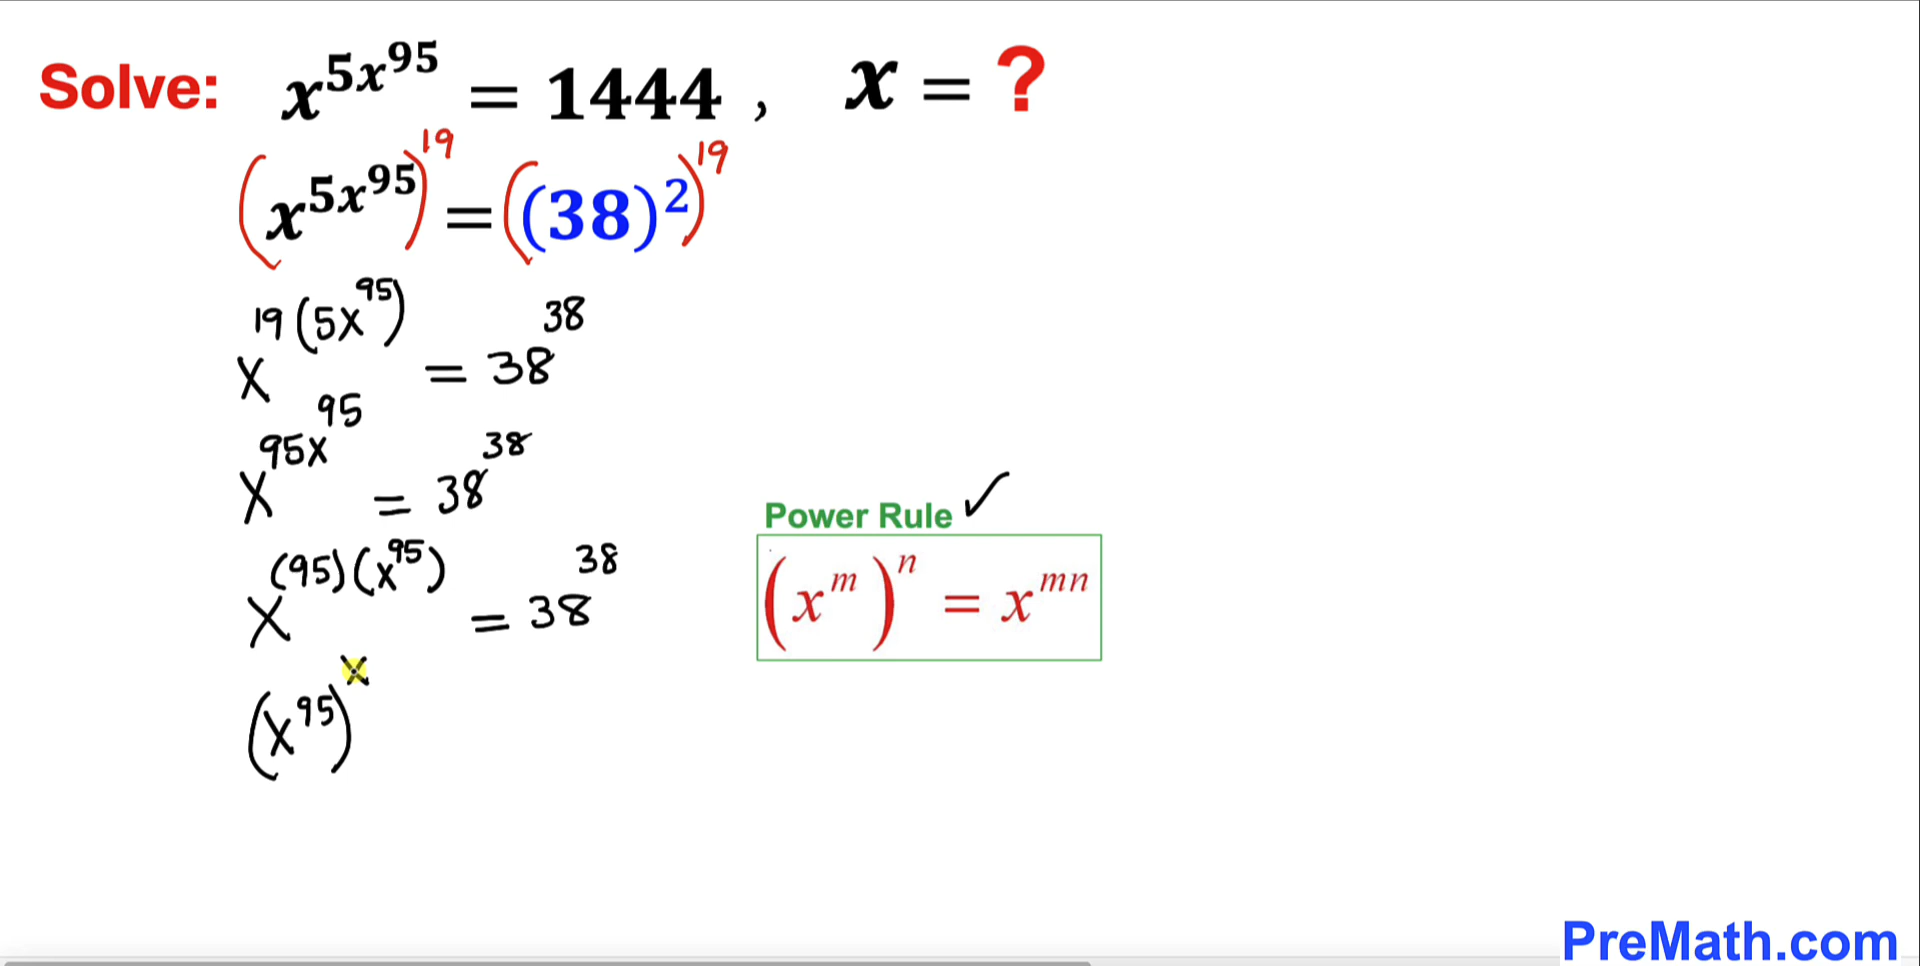 Solve: x^{5x^{95}} = 1444 , x = ?
(x^{5x^{95}})^{19} = ((38)^2)^{19}
x^{19(5x^{95})} = 38^{38}
x^{95x^{95}} = 38^{38}
x^{(95)(x^{95})} = 38^{38}
(x^{95})^{x}
Power Rule ✓
(x^m)^n = x^{mn}
PreMath.com